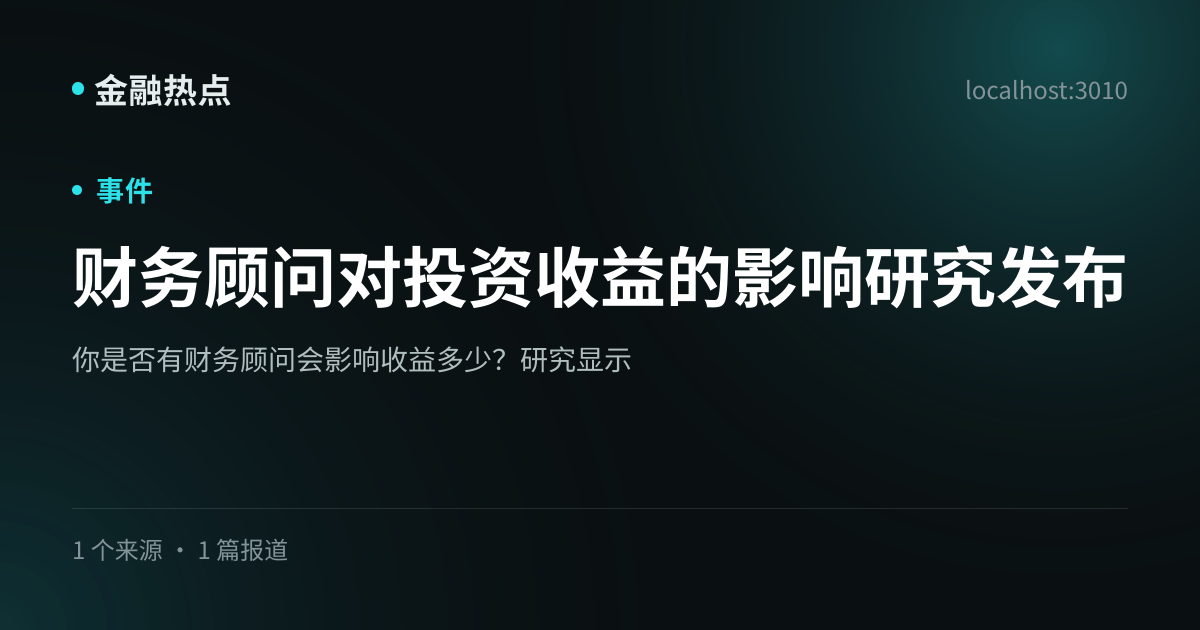 金融热点
localhost:3010
事件
财务顾问对投资收益的影响研究发布
你是否有财务顾问会影响收益多少？研究显示
1 个来源 · 1 篇报道